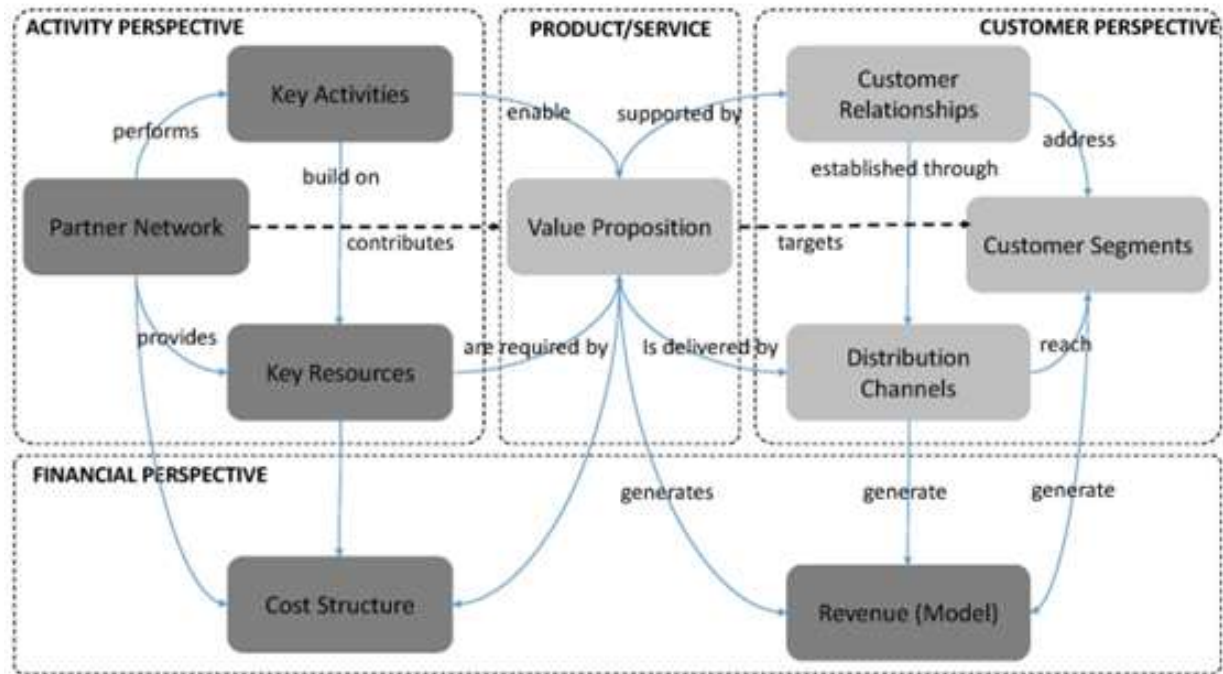 ACTIVITY PERSPECTIVE
PRODUCT/SERVICE
CUSTOMER PERSPECTIVE
Key Activities
Customer
Relationships
performs
enable
supported by
address
build on
established through
Partner Network
contributes
Value Proposition
targets
Customer Segments
provides
are required by
Is delivered by
reach
Key Resources
Distribution
Channels
FINANCIAL PERSPECTIVE
generates
generate
generate
Cost Structure
Revenue (Model)